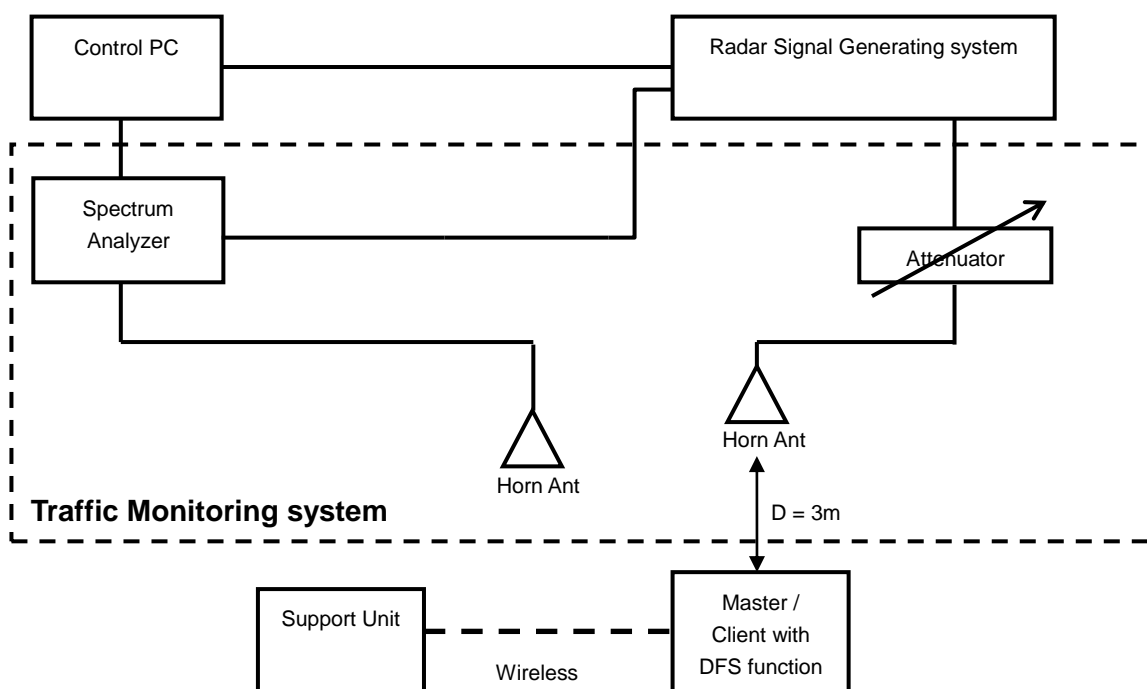 Control PC
Radar Signal Generating system
Spectrum
Analyzer
Attenuator
Horn Ant
Horn Ant
Traffic Monitoring system
D = 3m
Support Unit
Wireless
Master /
Client with
DFS function